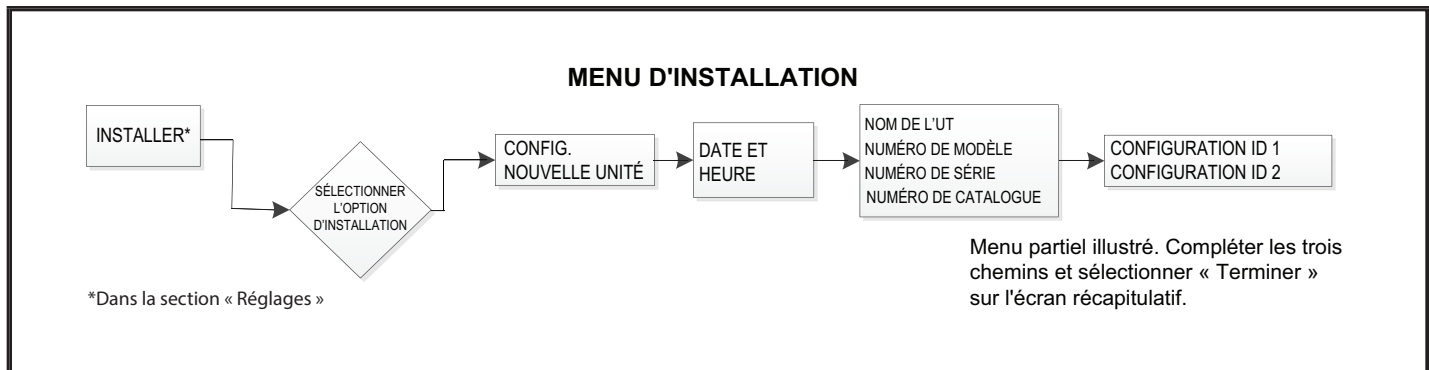 MENU D'INSTALLATION
INSTALLER*
SÉLECTIONNER
L'OPTION
D'INSTALLATION
CONFIG.
NOUVELLE UNITÉ
DATE ET
HEURE
NOM DE L'UT
NUMÉRO DE MODÈLE
NUMÉRO DE SÉRIE
NUMÉRO DE CATALOGUE
CONFIGURATION ID 1
CONFIGURATION ID 2
Menu partiel illustré. Compléter les trois
chemins et sélectionner « Terminer »
sur l'écran récapitulatif.
*Dans la section « Réglages »